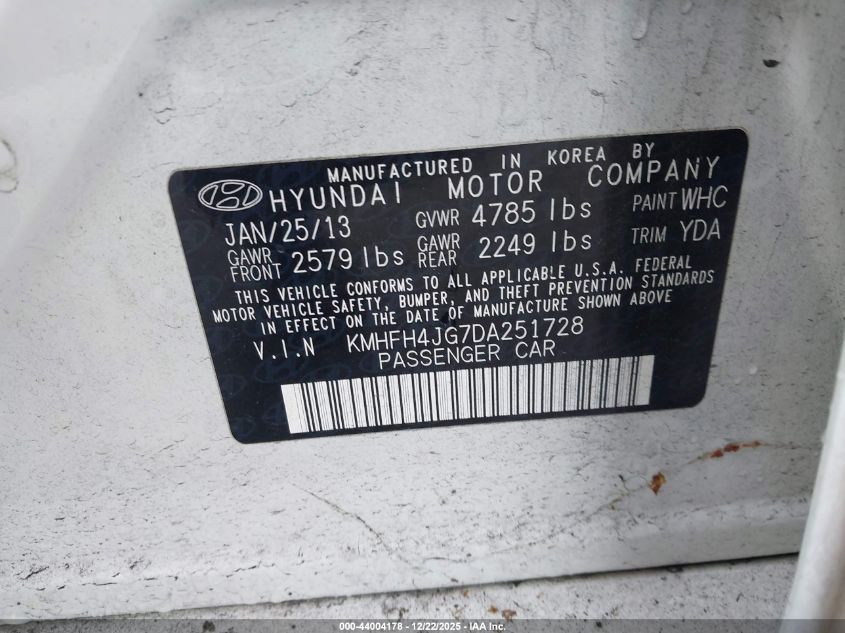 MANUFACTURED IN KOREA BY
HYUNDAI MOTOR COMPANY
JAN/25/13 GVWR 4785 lbs PAINT WHC
GAWR FRONT 2579 lbs GAWR REAR 2249 lbs TRIM YDA
THIS VEHICLE CONFORMS TO ALL APPLICABLE U.S.A. FEDERAL
MOTOR VEHICLE SAFETY, BUMPER, AND THEFT PREVENTION STANDARDS
IN EFFECT ON THE DATE OF MANUFACTURE SHOWN ABOVE
V.I.N KMHFH4JG7DA251728
PASSENGER CAR
000-44004178 - 12/22/2025 - IAA Inc.